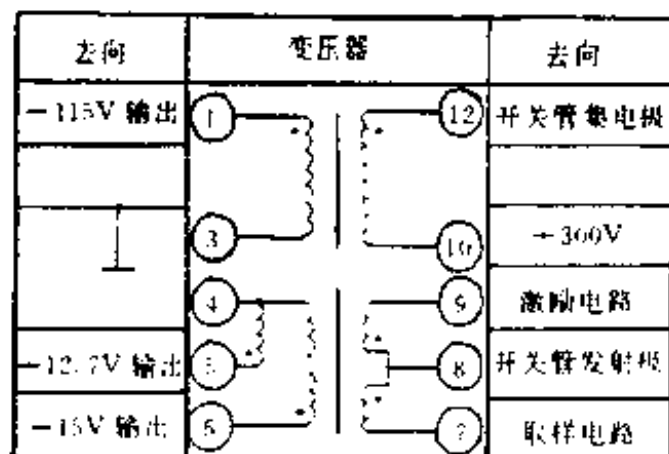 去向 变压器 去向
-115V 输出 1 12 开关管集电极
3 10 -300V
4 9 激励电路
-12.7V 输出 5 8 开关管发射极
-15V 输出 6 7 取样电路